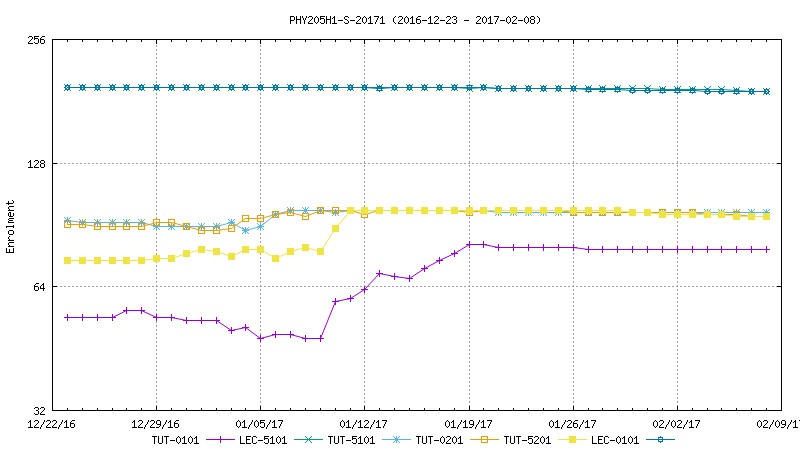 PHY205H1-S-20171 (2016-12-23 - 2017-02-08)
256
128
64
32
Enrolment
12/22/16 12/29/16 01/05/17 01/12/17 01/19/17 01/26/17 02/02/17 02/09/17
TUT-0101 LEC-5101 TUT-5101 TUT-0201 TUT-5201 LEC-0101